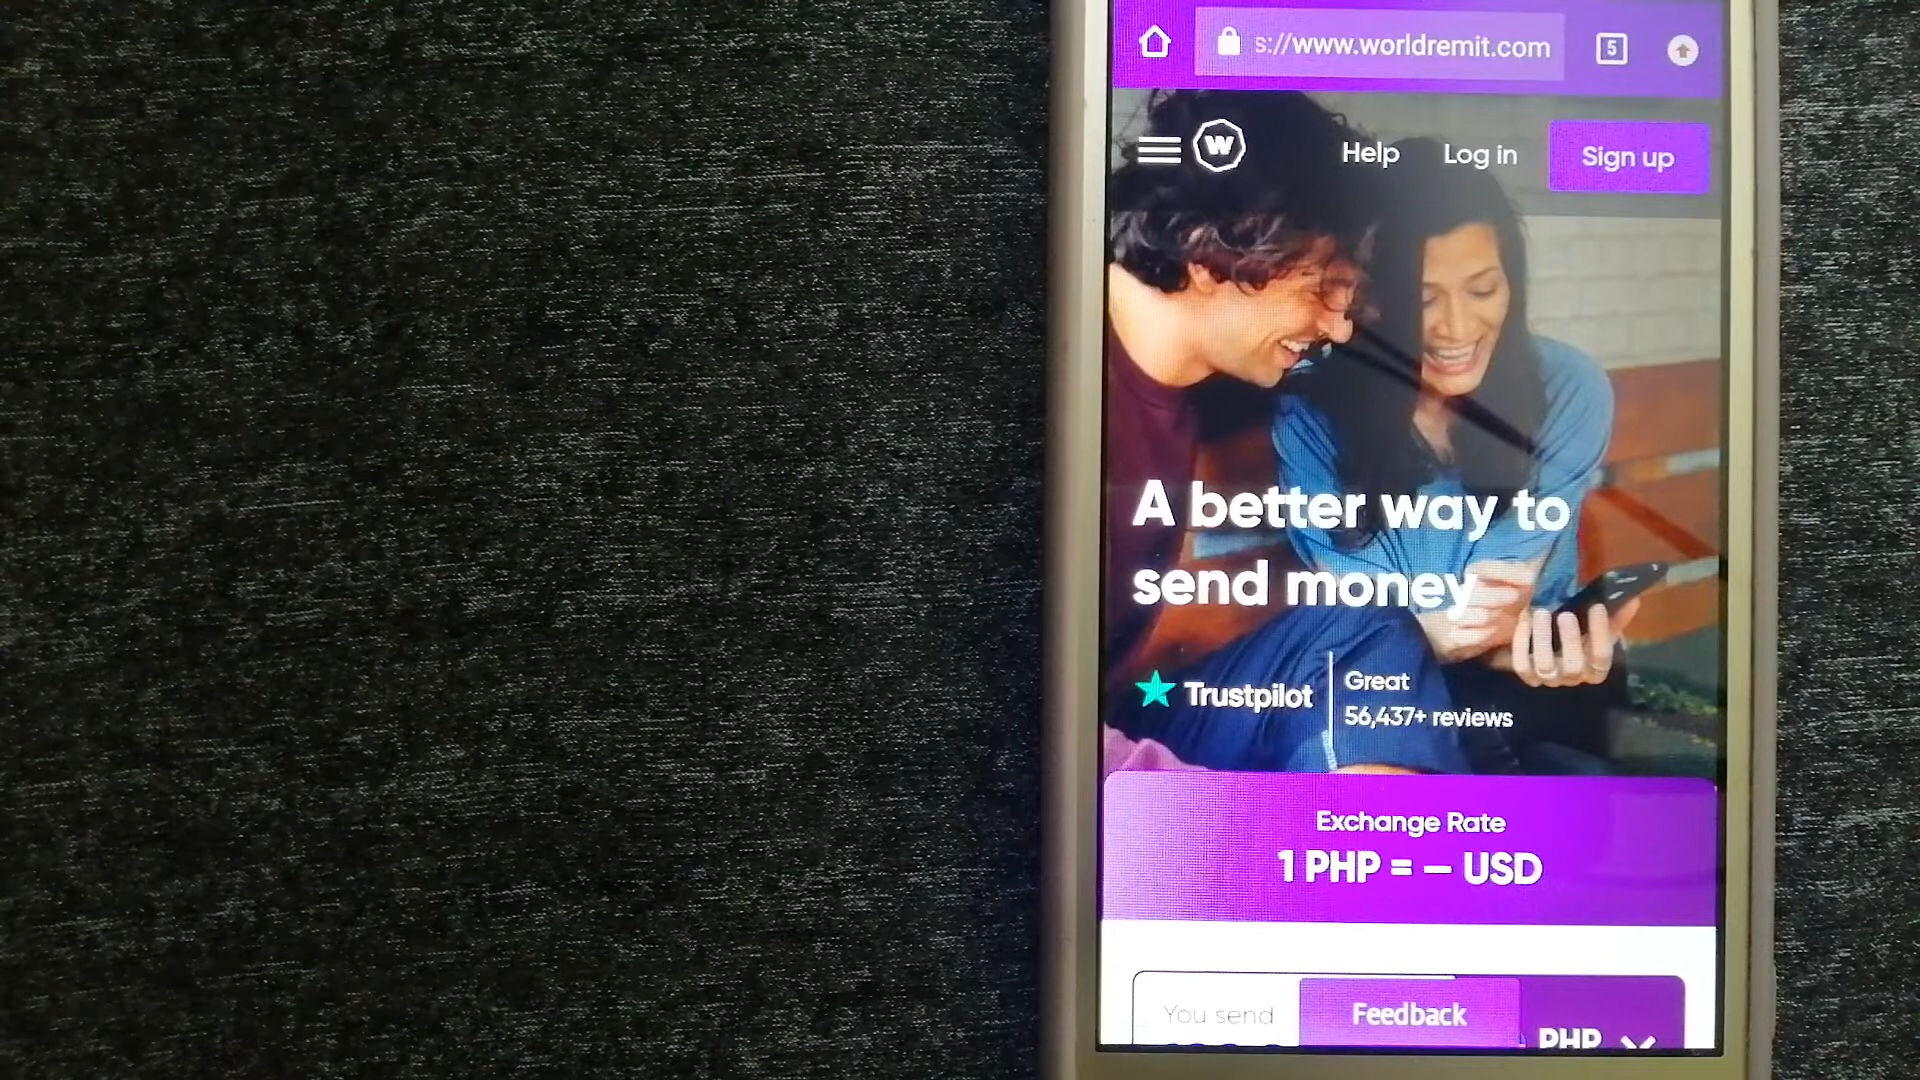 s://www.worldremit.com
5
W
Help
Log in
Sign up
A better way to
send money
Trustpilot
Great
56,437+ reviews
Exchange Rate
1 PHP = – USD
You send
Feedback
PHP